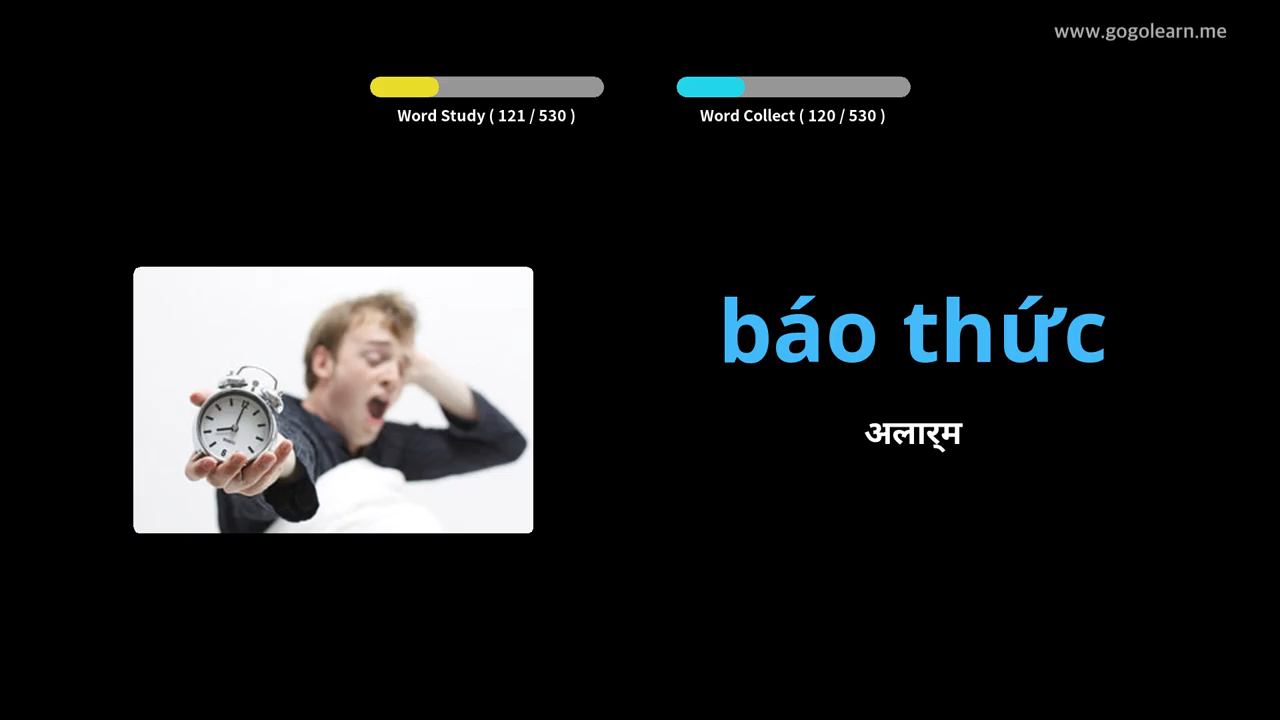 www.gogolearn.me
Word Study ( 121 / 530 )
Word Collect ( 120 / 530 )
báo thức
अलार्म